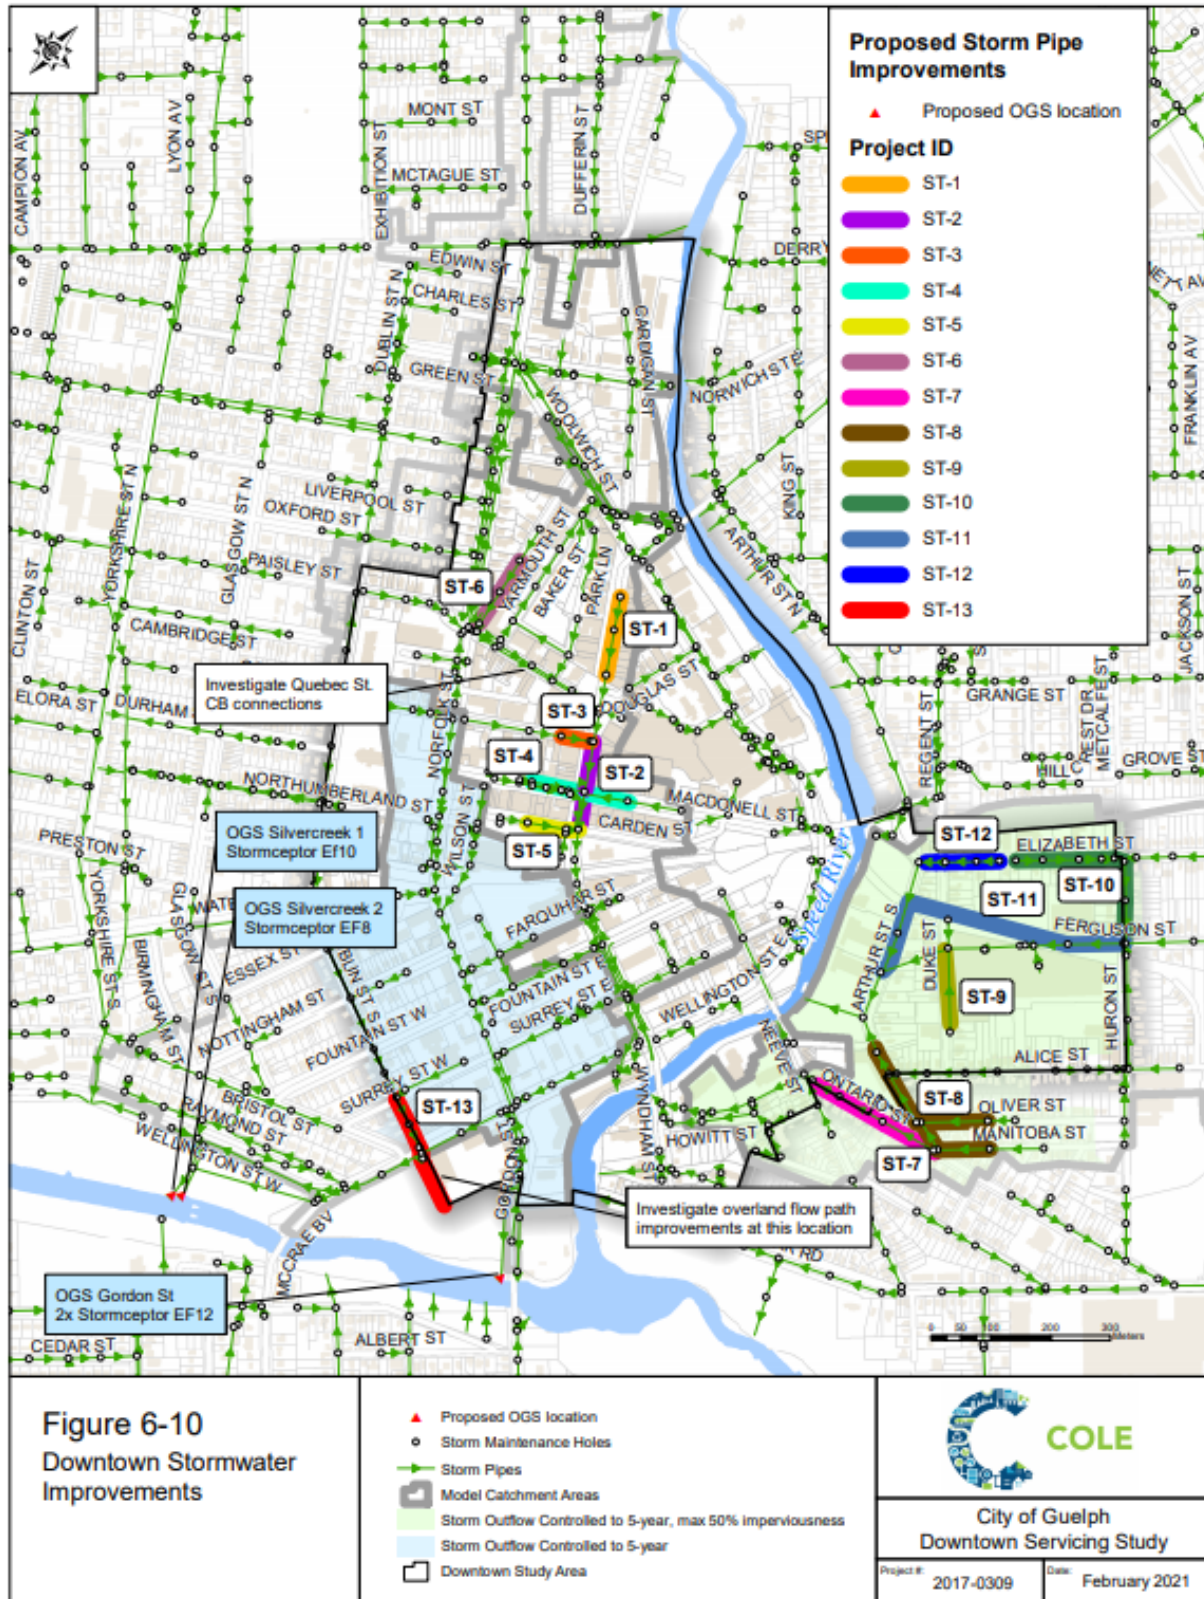 Proposed Storm Pipe
Improvements
Proposed OGS location
Project ID
ST-1
ST-2
ST-3
ST-4
ST-5
ST-6
ST-7
ST-8
ST-9
ST-10
ST-11
ST-12
ST-13
CAMPION AV
LYON AV
EXHIBITION ST
MONT ST
MCTAGUE ST
DUFFERIN ST
DERRY
EDWIN ST
CHARLES ST
DUBLIN ST N
GREEN ST
CARDIGAN ST
NORWICH ST E
FRANKLIN AV
WOOLWICH ST
KING ST
LIVERPOOL ST
OXFORD ST
YORKSHIRE ST N
GLASGOW ST N
PAISLEY ST
CLINTON ST
CAMBRIDGE ST
YARMOUTH ST
BAKER ST
PARK LN
ARTHUR ST N
JACKSON ST
ST-6
ST-1
Investigate Quebec St.
CB connections
ELORA ST
DURHAM
NORFOLK ST
DOUGLAS ST
GRANGE ST
REGENT ST
METCALFE ST
HILL
GROVE ST
ST-3
ST-4
ST-2
NORTHUMBERLAND ST
MACDONELL ST
CARDEN ST
WILSON ST
ST-5
OGS Silvercreek 1
Stormceptor Ef10
PRESTON ST
OGS Silvercreek 2
Stormceptor EF8
Speed River
ST-12
ELIZABETH ST
ST-10
ST-11
FERGUSON ST
ARTHUR ST S
DUKE ST
ST-9
HURON ST
ALICE ST
YORKSHIRE ST S
BIRMINGHAM ST
GLASGOW ST S
ESSEX ST
NOTTINGHAM ST
FOUNTAIN ST W
SURREY ST W
FARQUHAR ST
FOUNTAIN ST E
SURREY ST E
WELLINGTON ST E
NEEVE ST
ONTARIO ST
ST-8
OLIVER ST
MANITOBA ST
ST-7
HOWITT ST
WYNDHAM ST S
BRISTOL ST
RAYMOND ST
WELLINGTON ST W
ST-13
GORDON ST
MCCRAE BV
Investigate overland flow path
improvements at this location
OGS Gordon St
2x Stormceptor EF12
CEDAR ST
ALBERT ST
0 50 100 200 300
Meters
Figure 6-10
Downtown Stormwater
Improvements
Proposed OGS location
Storm Maintenance Holes
Storm Pipes
Model Catchment Areas
Storm Outflow Controlled to 5-year, max 50% imperviousness
Storm Outflow Controlled to 5-year
Downtown Study Area
COLE
City of Guelph
Downtown Servicing Study
Project #: 2017-0309
Date: February 2021